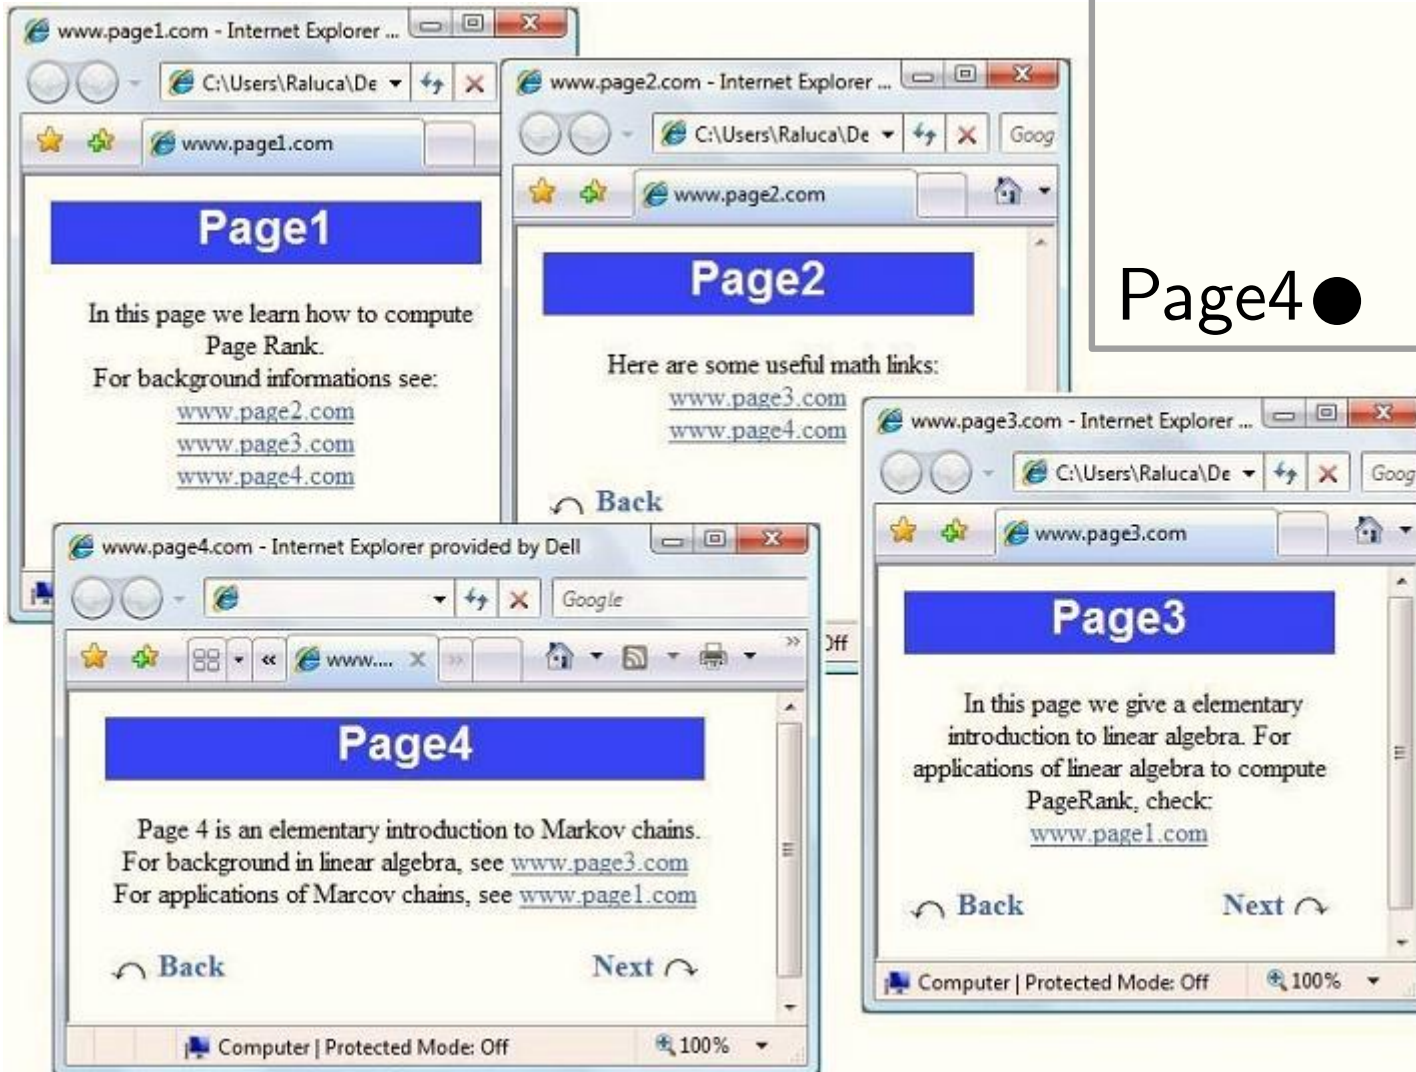 www.page1.com - Internet Explorer ...
C:\Users\Raluca\De
www.page1.com
Page1
In this page we learn how to compute
Page Rank.
For background informations see:
www.page2.com
www.page3.com
www.page4.com
www.page2.com - Internet Explorer ...
C:\Users\Raluca\De
Goog
www.page2.com
Page2
Here are some useful math links:
www.page3.com
www.page4.com
Back
Off
Page4
www.page3.com - Internet Explorer ...
C:\Users\Raluca\De
Goog
www.page3.com
Page3
In this page we give a elementary
introduction to linear algebra. For
applications of linear algebra to compute
PageRank, check:
www.page1.com
Back Next
Computer | Protected Mode: Off 100%
www.page4.com - Internet Explorer provided by Dell
Google
www....
Page4
Page 4 is an elementary introduction to Markov chains.
For background in linear algebra, see www.page3.com
For applications of Marcov chains, see www.page1.com
Back Next
Computer | Protected Mode: Off 100%